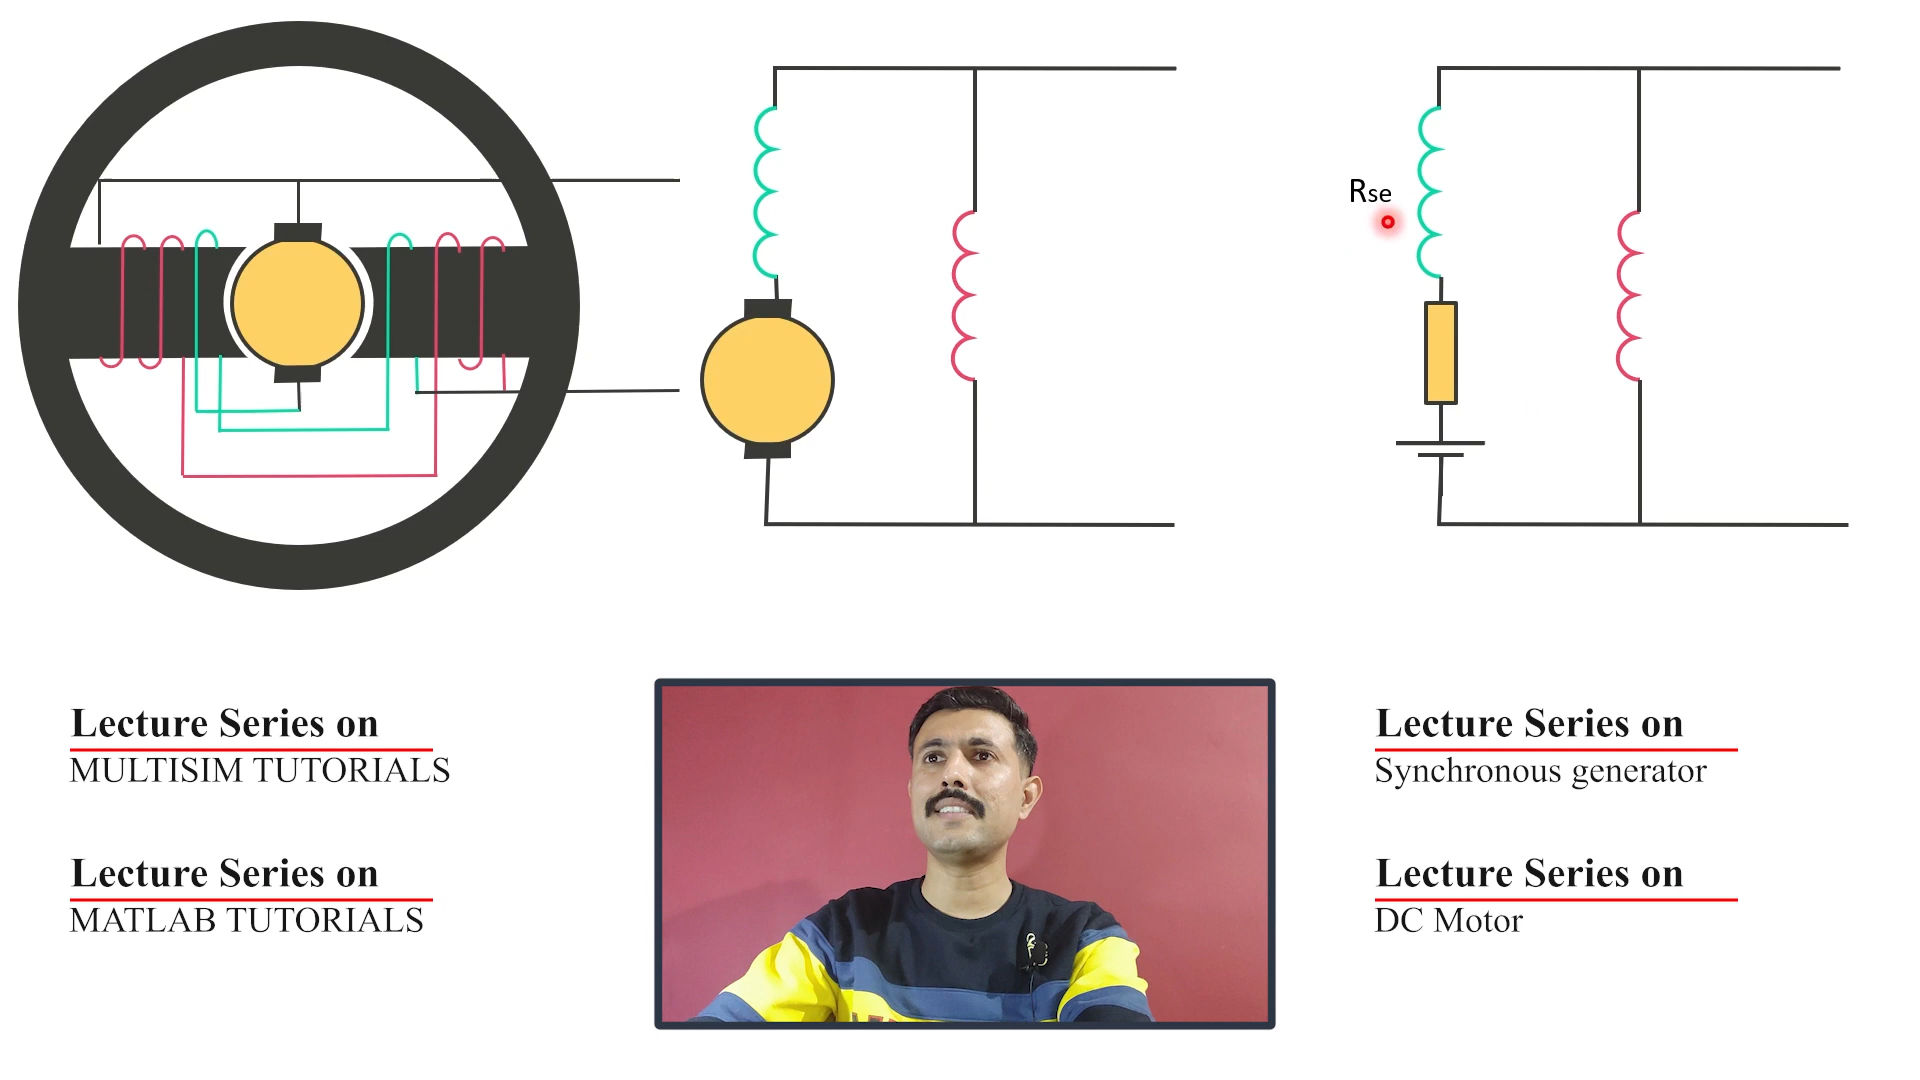 Rse
Lecture Series on
MULTISIM TUTORIALS
Lecture Series on
MATLAB TUTORIALS
Lecture Series on
Synchronous generator
Lecture Series on
DC Motor